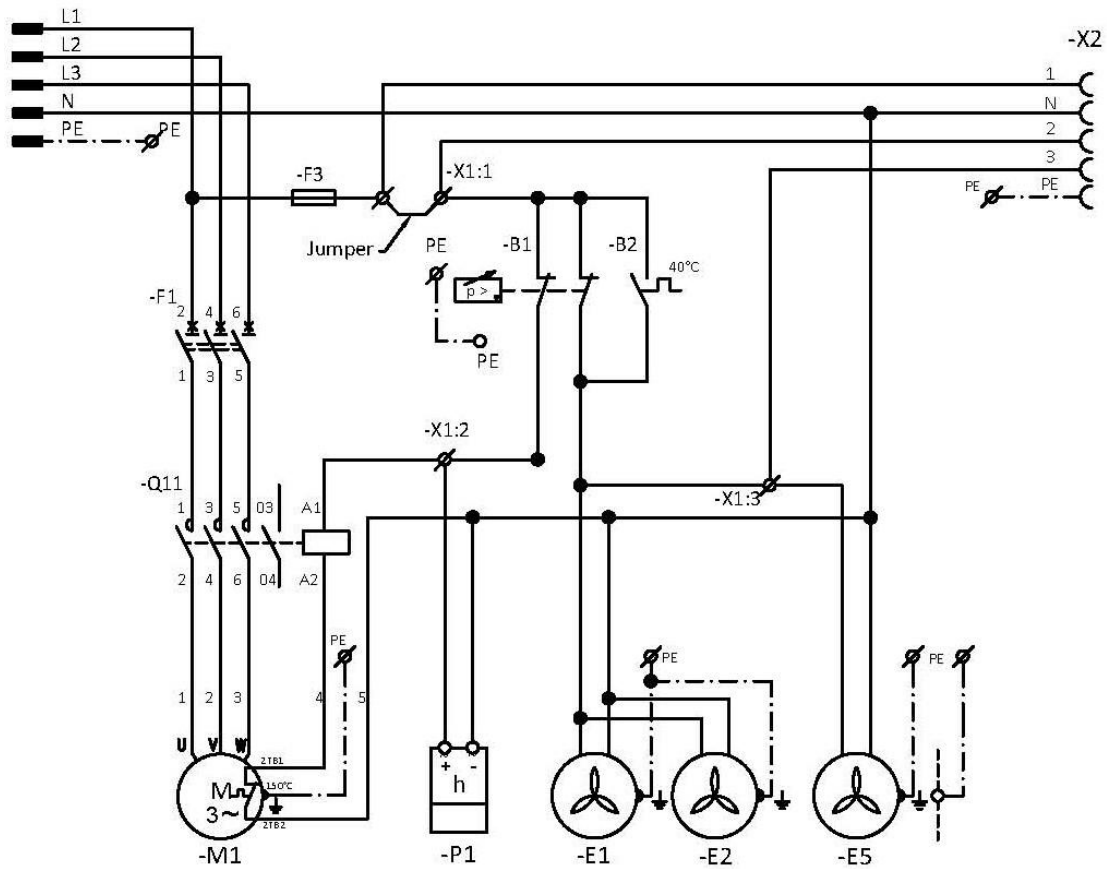 L1
L2
L3
N
PE
PE
-X2
1
N
2
3
PE
PE
-F3
-X1:1
Jumper
PE
-B1
-B2
40°C
p >
PE
-F1
2 4 6
1 3 5
-X1:2
-X1:3
-Q11
1 3 5 03 A1
2 4 6 04 A2
PE
PE
PE
1 2 3 4 5
U V W
2TB1
M
3~
150°C
2TB2
+ -
h
-M1
-P1
-E1
-E2
-E5